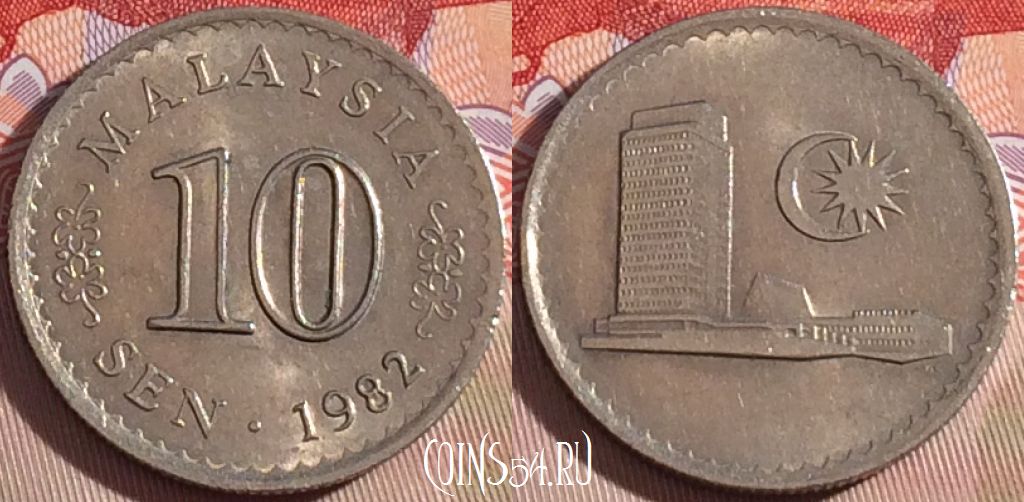 MALAYSIA
10
SEN · 1982
COINS54.RU